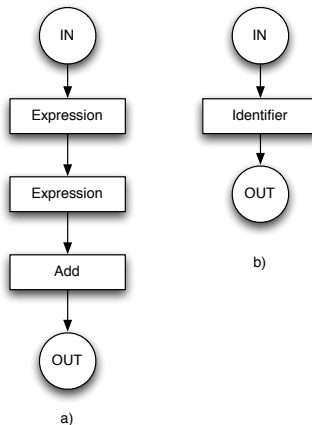 IN
Expression
Expression
Add
OUT
a)
IN
Identifier
OUT
b)